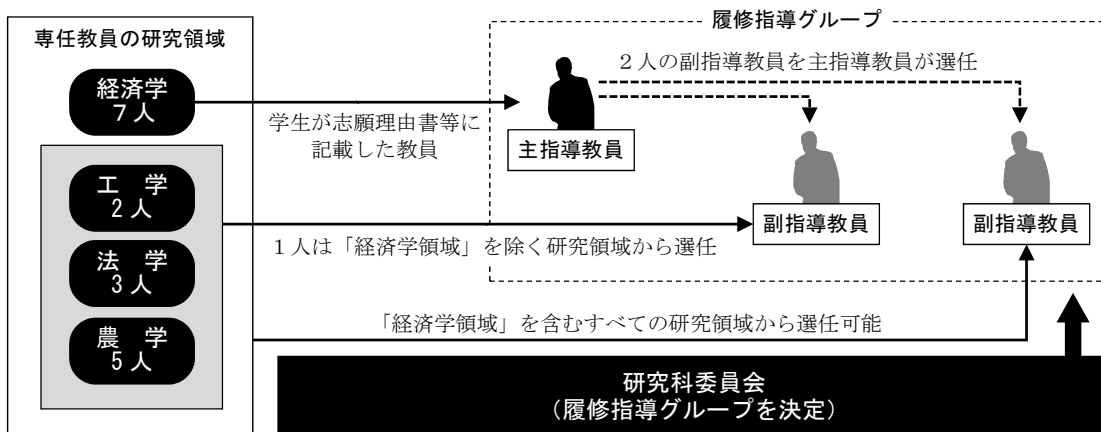 専任教員の研究領域
経済学
7人
工 学
2人
法 学
3人
農 学
5人
履修指導グループ
2人の副指導教員を主指導教員が選任
学生が志願理由書等に
記載した教員
主指導教員
副指導教員
副指導教員
1人は「経済学領域」を除く研究領域から選任
「経済学領域」を含むすべての研究領域から選任可能
研究科委員会
（履修指導グループを決定）